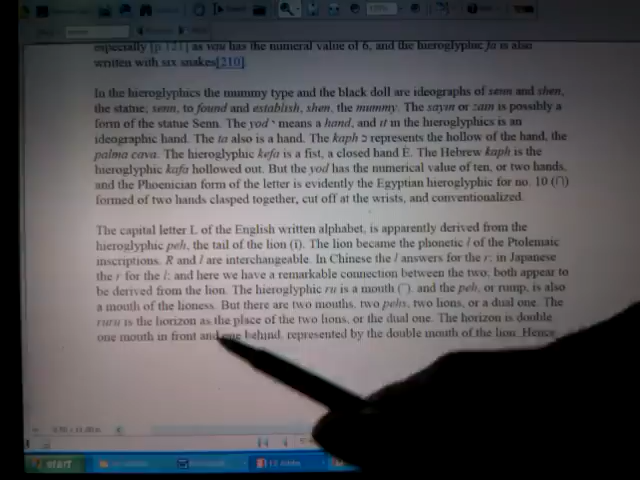 especially [p.121] as vau has the numeral value of 6, and the hieroglyphic fa is also
written with six snakes[210].
In the hieroglyphics the mummy type and the black doll are ideographs of senn and shen,
the statue; senn, to found and establish, shen, the mummy. The sayin or zain is possibly a
form of the statue Senn. The yod י means a hand, and it in the hieroglyphics is an
ideographic hand. The ta also is a hand. The kaph כ represents the hollow of the hand, the
palma cava. The hieroglyphic kefa is a fist, a closed hand É. The Hebrew kaph is the
hieroglyphic kafa hollowed out. But the yod has the numerical value of ten, or two hands,
and the Phoenician form of the letter is evidently the Egyptian hieroglyphic for no. 10 (∩)
formed of two hands clasped together, cut off at the wrists, and conventionalized.
The capital letter L of the English written alphabet, is apparently derived from the
hieroglyphic peh, the tail of the lion (ï). The lion became the phonetic l of the Ptolemaic
inscriptions. R and l are interchangeable. In Chinese the l answers for the r; in Japanese
the r for the l; and here we have a remarkable connection between the two, both appear to
be derived from the lion. The hieroglyphic ru is a mouth, and the peh, or rump, is also
a mouth of the lioness. But there are two mouths, two pehs, two lions, or a dual one. The
ruru is the horizon as the place of the two lions, or the dual one. The horizon is double
one mouth in front and one behind, represented by the double mouth of the lion. Hence
start